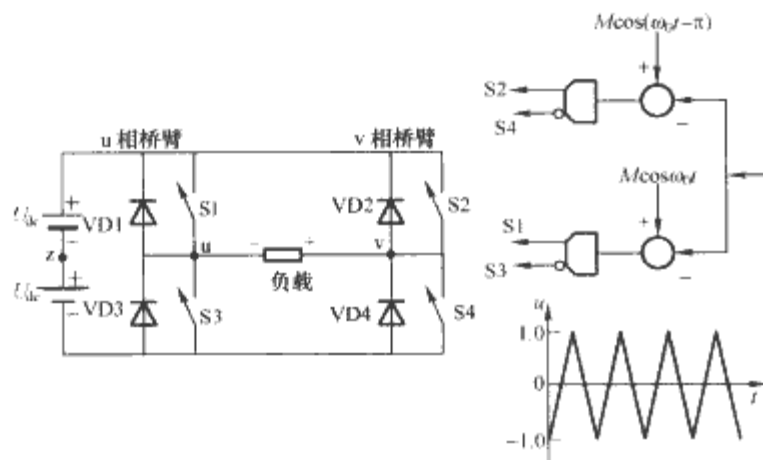 Mcos(ω₀t−π)
+
−
S2
S4
u 相桥臂
v 相桥臂
Mcosω₀t
+
−
S1
S3
U_dc
+
−
z
U_dc
+
−
VD1
S1
VD2
S2
u
− +
v
负载
VD3
S3
VD4
S4
u
1.0
0
t
−1.0